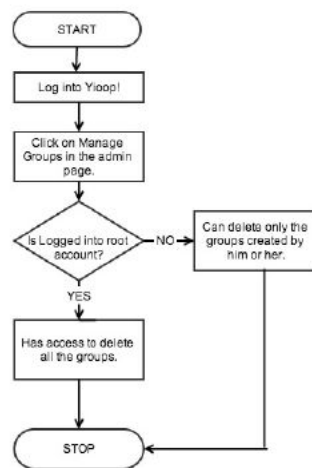 START
Log into Yioop!
Click on Manage
Groups in the admin
page.
Is Logged into root
account?
NO
Can delete only the
groups created by
him or her.
YES
Has access to delete
all the groups.
STOP